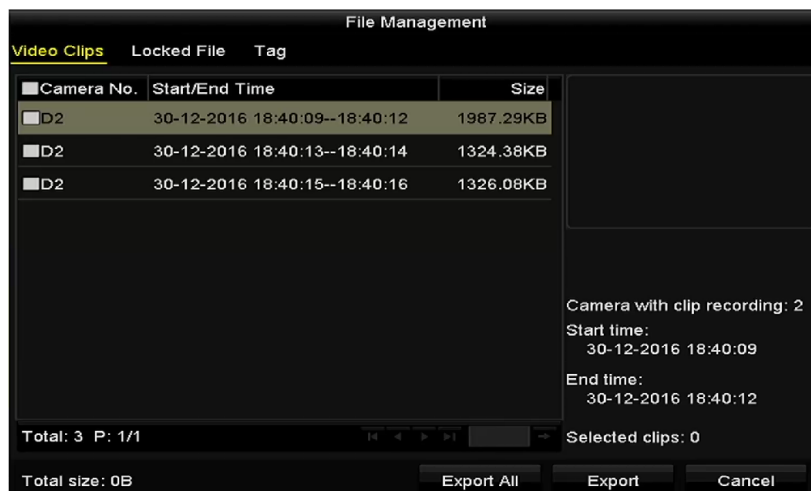 File Management
Video Clips Locked File Tag
Camera No. Start/End Time Size
D2 30-12-2016 18:40:09--18:40:12 1987.29KB
D2 30-12-2016 18:40:13--18:40:14 1324.38KB
D2 30-12-2016 18:40:15--18:40:16 1326.08KB
Camera with clip recording: 2
Start time:
30-12-2016 18:40:09
End time:
30-12-2016 18:40:12
Total: 3 P: 1/1
Selected clips: 0
Total size: 0B
Export All Export Cancel